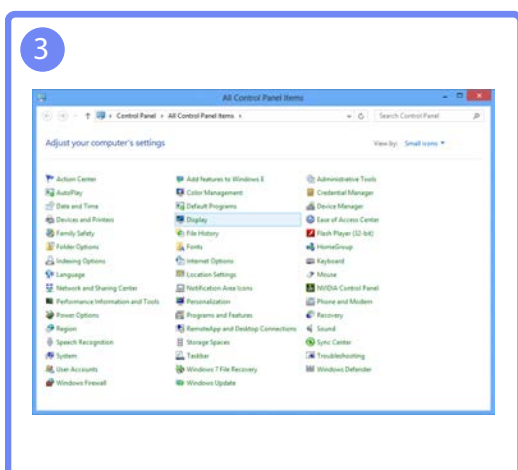 3
All Control Panel Items
Control Panel All Control Panel Items Search Control Panel
Adjust your computer's settings View by: Small icons
Action Center Add features to Windows 8 Administrative Tools
AutoPlay Color Management Credential Manager
Date and Time Default Programs Device Manager
Devices and Printers Display Ease of Access Center
Family Safety File History Flash Player (32-bit)
Folder Options Fonts HomeGroup
Indexing Options Internet Options Keyboard
Language Location Settings Mouse
Network and Sharing Center Notification Area Icons NVIDIA Control Panel
Performance Information and Tools Personalization Phone and Modem
Power Options Programs and Features Recovery
Region RemoteApp and Desktop Connections Sound
Speech Recognition Storage Spaces Sync Center
System Taskbar Troubleshooting
User Accounts Windows 7 File Recovery Windows Defender
Windows Firewall Windows Update